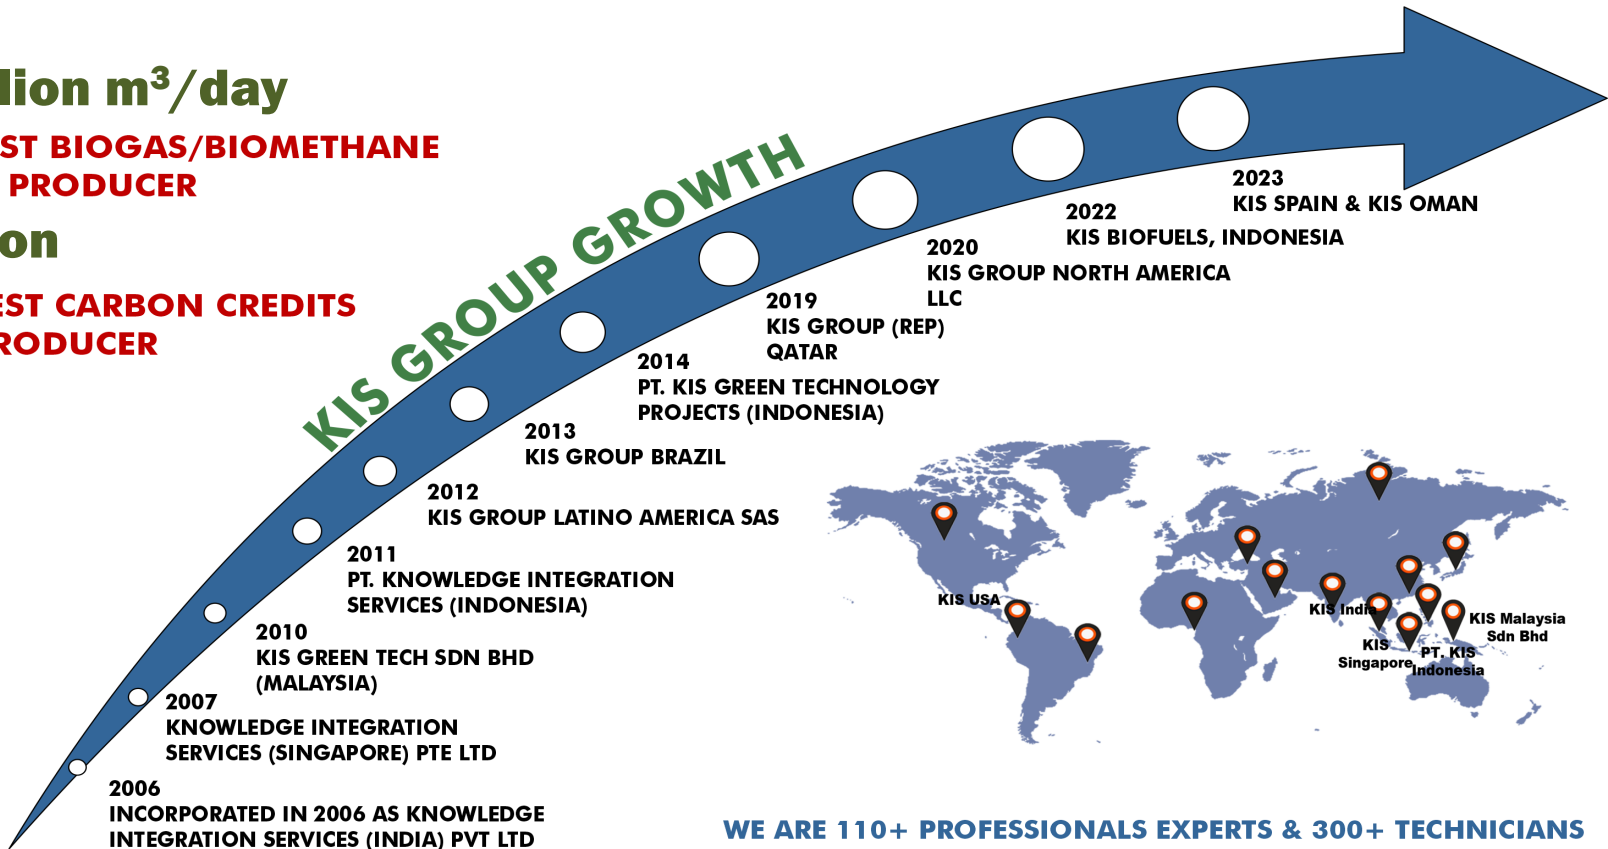 lion m³/day
ST BIOGAS/BIOMETHANE
PRODUCER
on
EST CARBON CREDITS
RODUCER
KIS GROUP GROWTH
2023
KIS SPAIN & KIS OMAN
2022
KIS BIOFUELS, INDONESIA
2020
KIS GROUP NORTH AMERICA
LLC
2019
KIS GROUP (REP)
QATAR
2014
PT. KIS GREEN TECHNOLOGY
PROJECTS (INDONESIA)
2013
KIS GROUP BRAZIL
2012
KIS GROUP LATINO AMERICA SAS
2011
PT. KNOWLEDGE INTEGRATION
SERVICES (INDONESIA)
2010
KIS GREEN TECH SDN BHD
(MALAYSIA)
2007
KNOWLEDGE INTEGRATION
SERVICES (SINGAPORE) PTE LTD
2006
INCORPORATED IN 2006 AS KNOWLEDGE
INTEGRATION SERVICES (INDIA) PVT LTD
KIS USA
KIS India
KIS Malaysia
Sdn Bhd
KIS
Singapore
PT. KIS
Indonesia
WE ARE 110+ PROFESSIONALS EXPERTS & 300+ TECHNICIANS